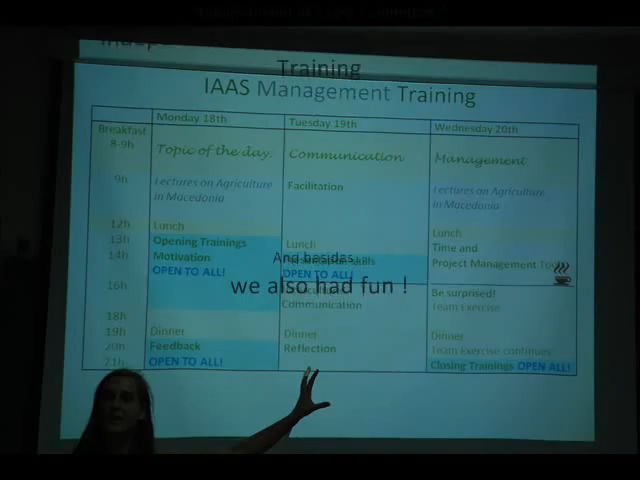 Training
IAAS Management Training
Monday 18th Tuesday 19th Wednesday 20th
Breakfast
8-9h Topic of the day. Communication Management
9h Lectures on Agriculture in Macedonia Facilitation Lectures on Agriculture in Macedonia
12h Lunch Lunch
13h Opening Trainings Lunch Time and
14h Motivation And besides skills Project Management
OPEN TO ALL! OPEN TO ALL!
we also had fun !
16h Be surprised!
Communication Team Exercise
18h
19h Dinner Dinner Dinner
20h Feedback Reflection Team Exercise continues
21h OPEN TO ALL! Closing Trainings OPEN ALL!